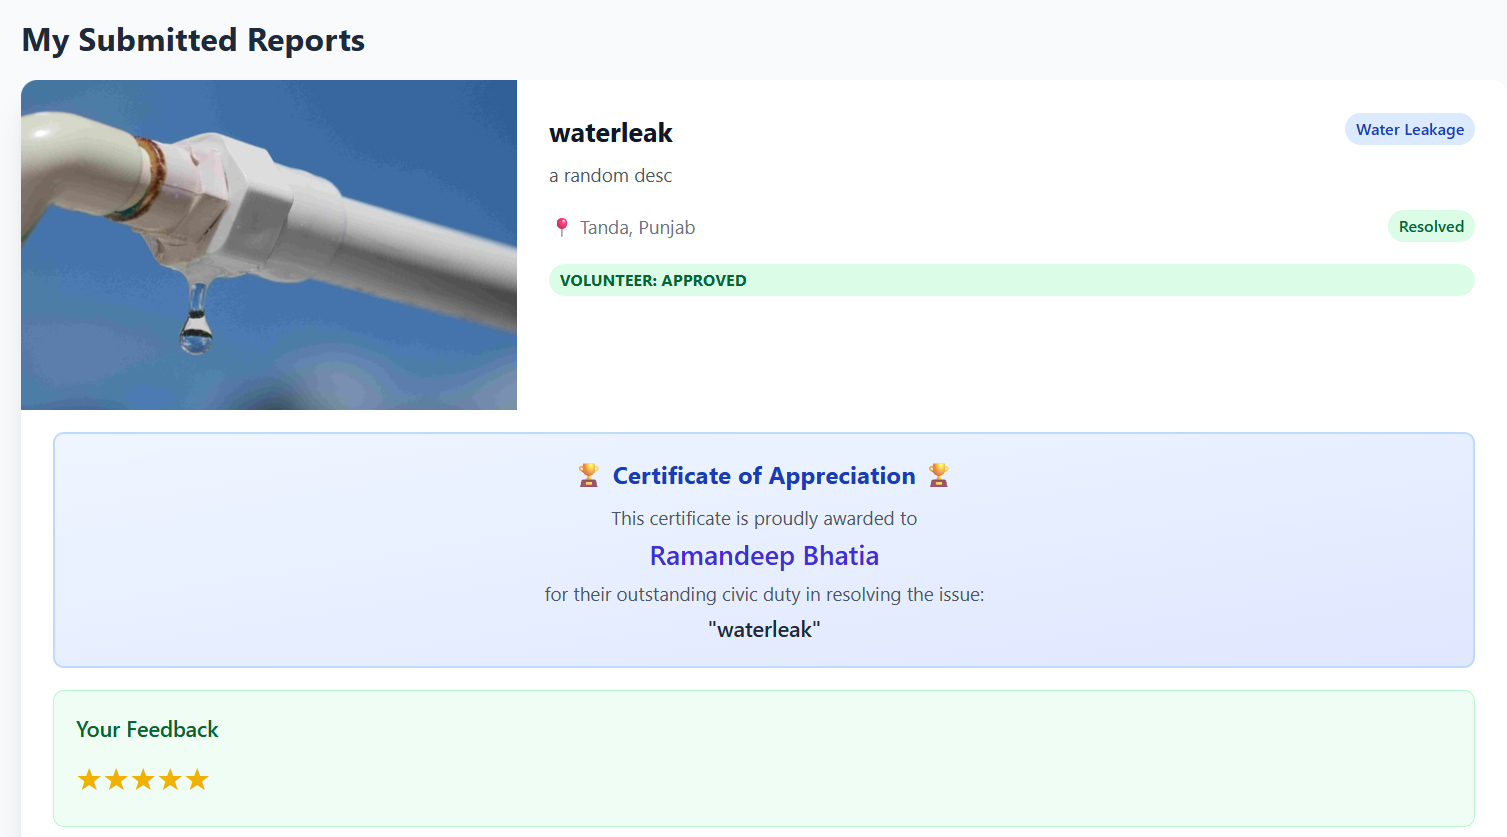 My Submitted Reports
waterleak
Water Leakage
a random desc
📍 Tanda, Punjab
Resolved
VOLUNTEER: APPROVED
🏆 Certificate of Appreciation 🏆
This certificate is proudly awarded to
Ramandeep Bhatia
for their outstanding civic duty in resolving the issue:
"waterleak"
Your Feedback
★★★★★